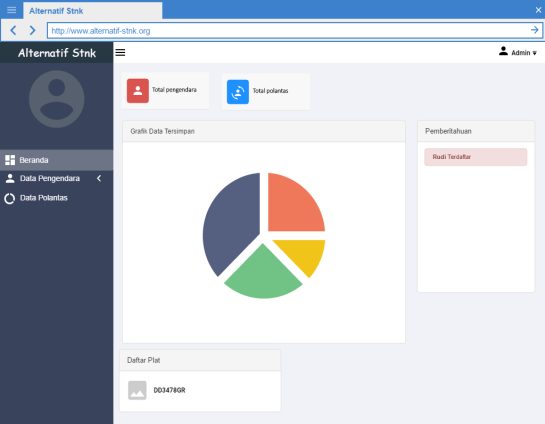 Alternatif Stnk
http://www.alternatif-stnk.org
Alternatif Stnk
Admin
Total pengendara
Total polantas
Grafik Data Tersimpan
Pemberitahuan
Rudi Terdaftar
Beranda
Data Pengendara
Data Polantas
Daftar Plat
DD3478GR